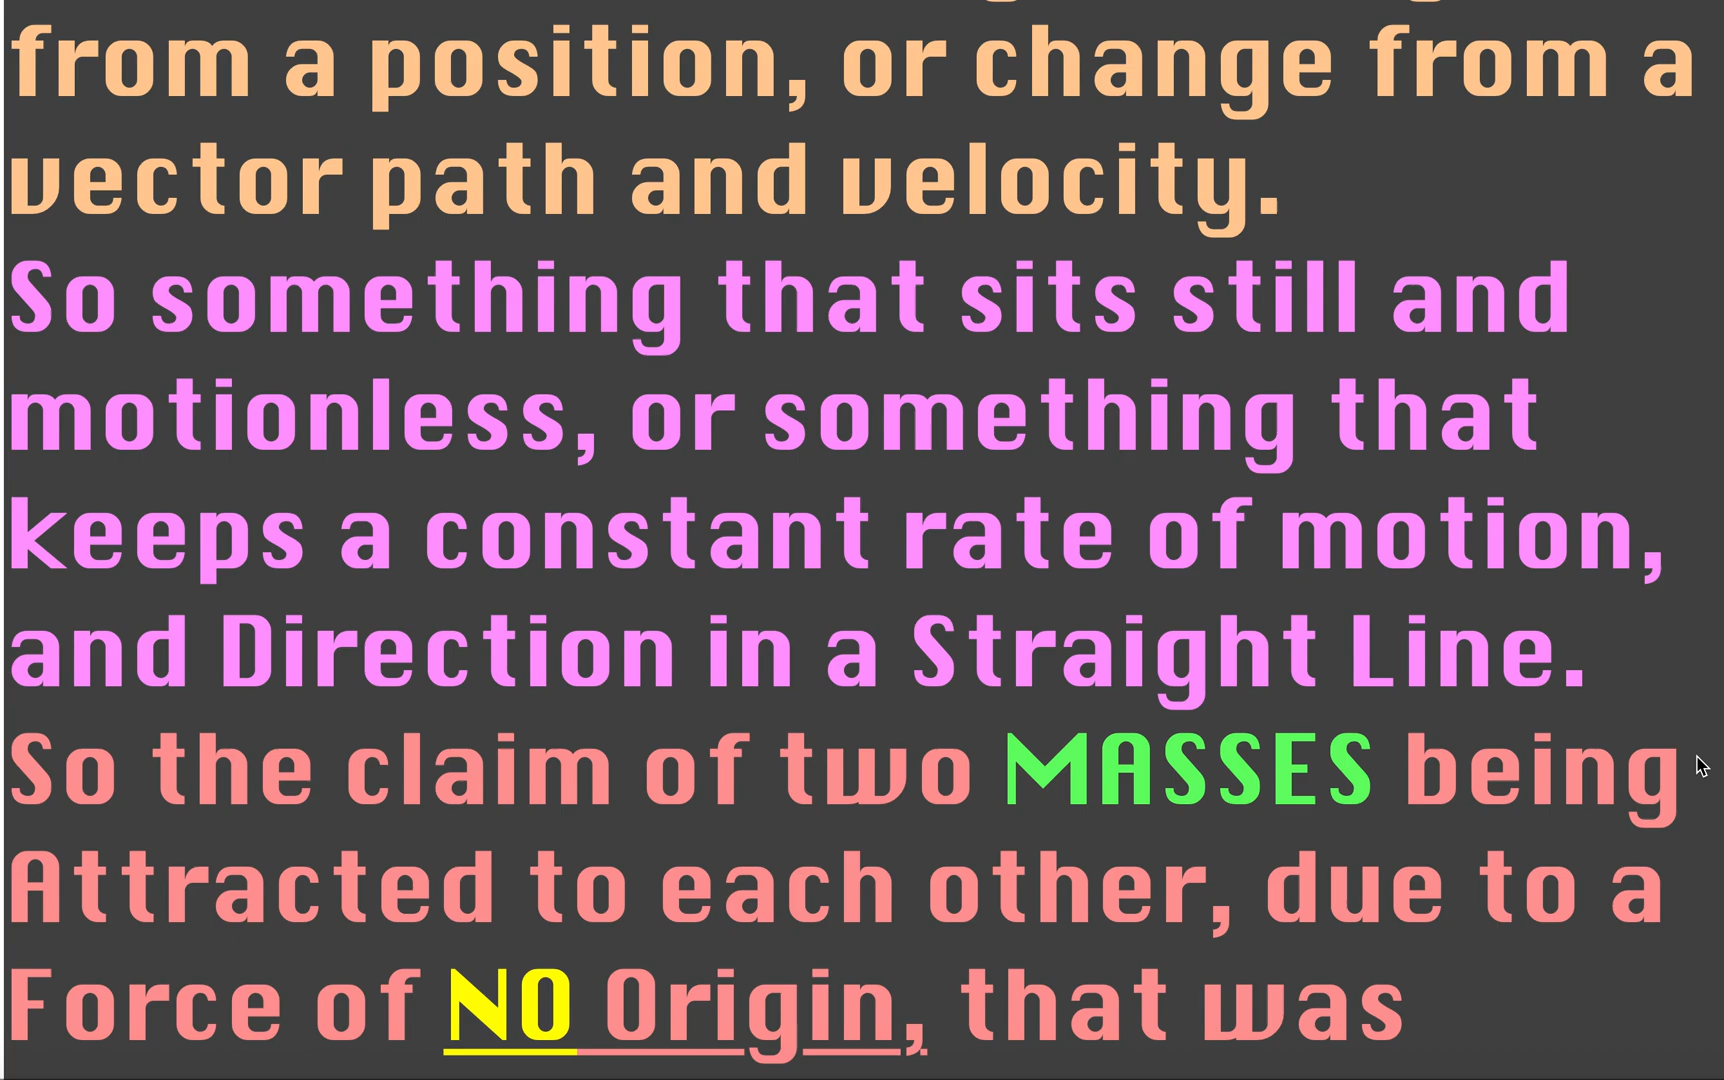 from a position, or change from a
vector path and velocity.
So something that sits still and
motionless, or something that
keeps a constant rate of motion,
and Direction in a Straight Line.
So the claim of two MASSES being
Attracted to each other, due to a
Force of NO Origin, that was